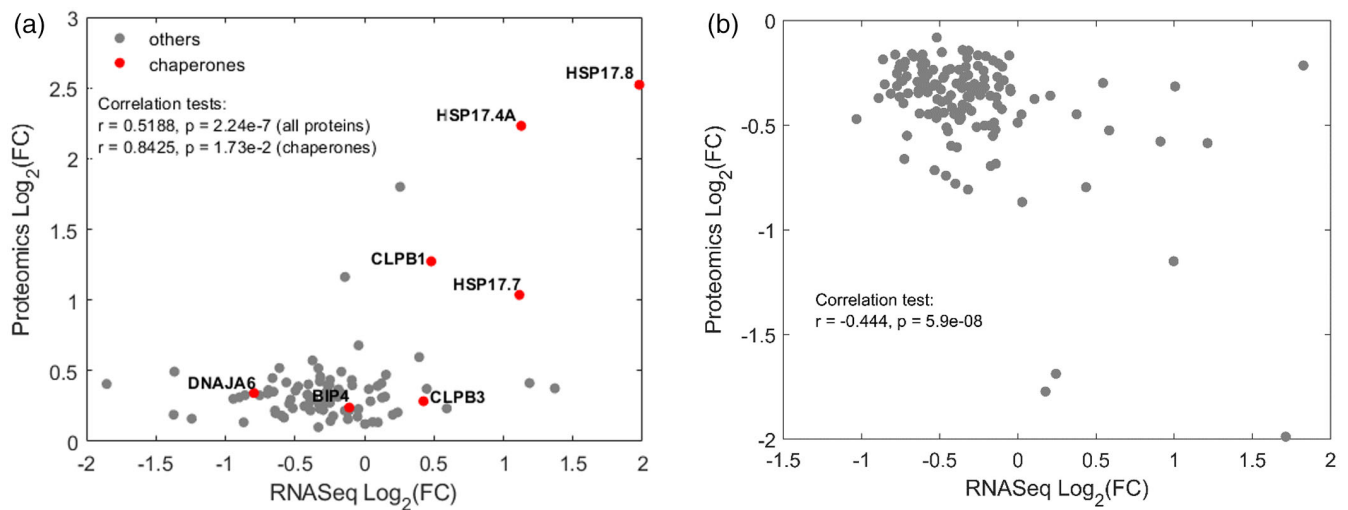 (a)
others
chaperones
Correlation tests:
r = 0.5188, p = 2.24e-7 (all proteins)
r = 0.8425, p = 1.73e-2 (chaperones)
HSP17.8
HSP17.4A
CLPB1
HSP17.7
DNAJA6
BIP4
CLPB3
3
2.5
2
1.5
1
0.5
0
Proteomics Log2(FC)
-2 -1.5 -1 -0.5 0 0.5 1 1.5 2
RNASeq Log2(FC)
(b)
0
-0.5
-1
-1.5
-2
Proteomics Log2(FC)
Correlation test:
r = -0.444, p = 5.9e-08
-1.5 -1 -0.5 0 0.5 1 1.5 2
RNASeq Log2(FC)